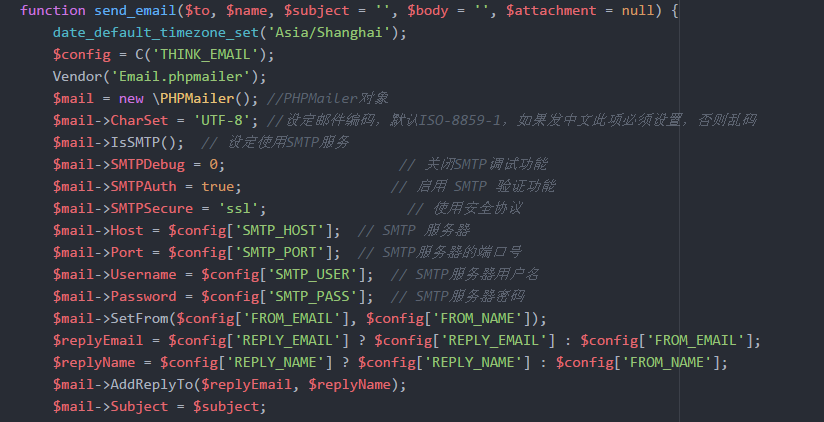 function send_email($to, $name, $subject = '', $body = '', $attachment = null) {
date_default_timezone_set('Asia/Shanghai');
$config = C('THINK_EMAIL');
Vendor('Email.phpmailer');
$mail = new \PHPMailer(); //PHPMailer对象
$mail->CharSet = 'UTF-8'; //设定邮件编码，默认ISO-8859-1，如果发中文此项必须设置，否则乱码
$mail->IsSMTP();  // 设定使用SMTP服务
$mail->SMTPDebug = 0;                     // 关闭SMTP调试功能
$mail->SMTPAuth = true;                  // 启用 SMTP 验证功能
$mail->SMTPSecure = 'ssl';                 // 使用安全协议
$mail->Host = $config['SMTP_HOST'];  // SMTP 服务器
$mail->Port = $config['SMTP_PORT'];  // SMTP服务器的端口号
$mail->Username = $config['SMTP_USER'];  // SMTP服务器用户名
$mail->Password = $config['SMTP_PASS'];  // SMTP服务器密码
$mail->SetFrom($config['FROM_EMAIL'], $config['FROM_NAME']);
$replyEmail = $config['REPLY_EMAIL'] ? $config['REPLY_EMAIL'] : $config['FROM_EMAIL'];
$replyName = $config['REPLY_NAME'] ? $config['REPLY_NAME'] : $config['FROM_NAME'];
$mail->AddReplyTo($replyEmail, $replyName);
$mail->Subject = $subject;